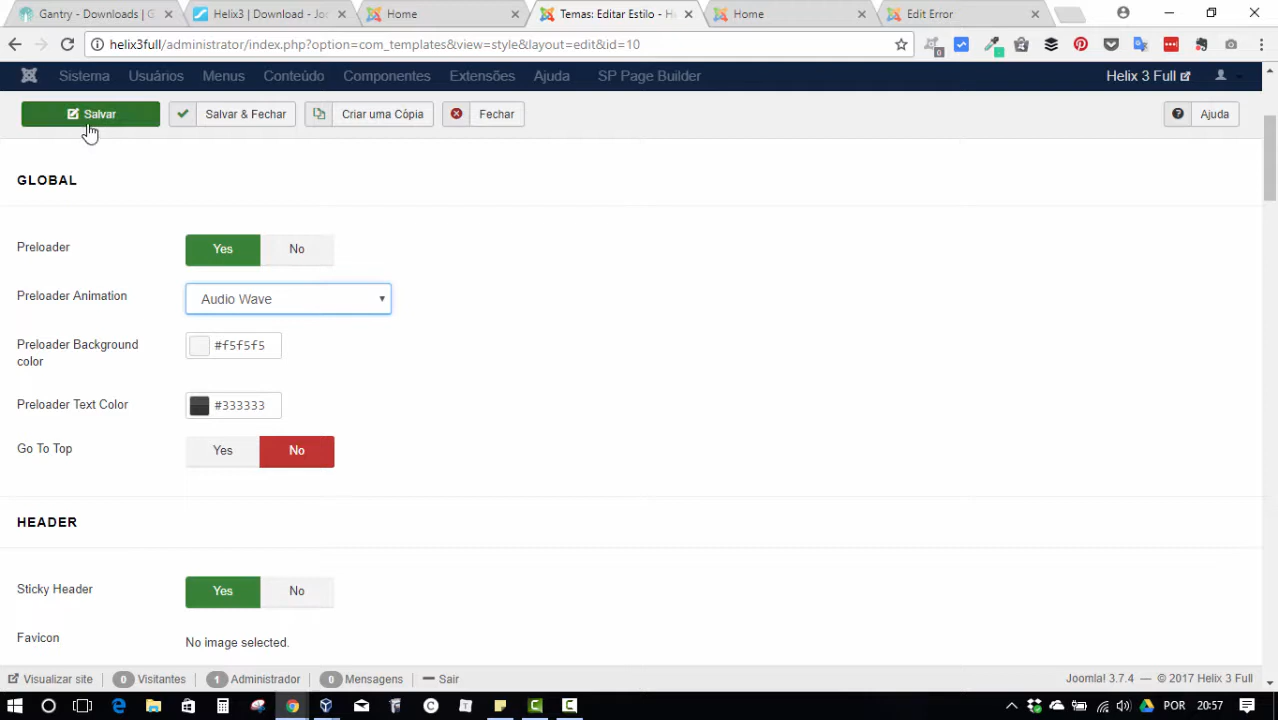 Gantry - Downloads | G
Helix3 | Download - Joo
Home
Temas: Editar Estilo - H
Home
Edit Error
helix3full/administrator/index.php?option=com_templates&view=style&layout=edit&id=10
Sistema Usuários Menus Conteúdo Componentes Extensões Ajuda SP Page Builder Helix 3 Full
Salvar Salvar & Fechar Criar uma Cópia Fechar Ajuda
GLOBAL
Preloader Yes No
Preloader Animation Audio Wave
Preloader Background
color
#f5f5f5
Preloader Text Color #333333
Go To Top Yes No
HEADER
Sticky Header Yes No
Favicon No image selected.
Visualizar site 0 Visitantes 1 Administrador 0 Mensagens Sair Joomla! 3.7.4 — © 2017 Helix 3 Full
POR 20:57